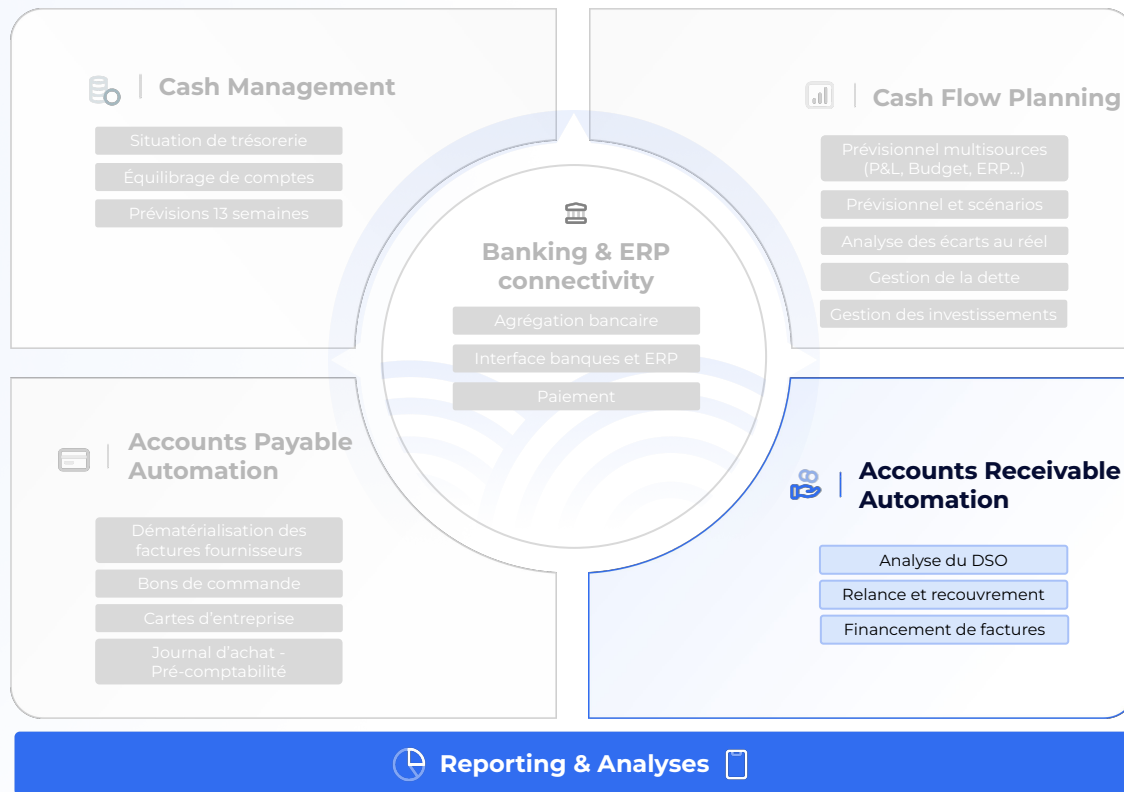 Cash Management
Situation de trésorerie
Équilibrage de comptes
Prévisions 13 semaines
Cash Flow Planning
Prévisionnel multisources
(P&L, Budget, ERP...)
Prévisionnel et scénarios
Analyse des écarts au réel
Gestion de la dette
Gestion des investissements
Banking & ERP
connectivity
Agrégation bancaire
Interface banques et ERP
Paiement
Accounts Payable
Automation
Dématérialisation des
factures fournisseurs
Bons de commande
Cartes d'entreprise
Journal d'achat -
Pré-comptabilité
Accounts Receivable
Automation
Analyse du DSO
Relance et recouvrement
Financement de factures
Reporting & Analyses